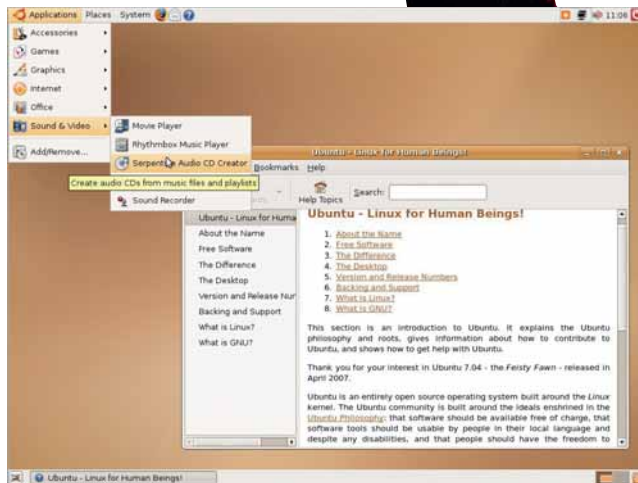 Applications Places System 11:06
Accessories
Games
Graphics
Internet
Office
Sound & Video
Add/Remove...
Movie Player
Rhythmbox Music Player
Serpentine Audio CD Creator
Create audio CDs from music files and playlists
Sound Recorder
Ubuntu - Linux for Human Beings!
Bookmarks Help
Help Topics Search:
Ubuntu - Linux for Huma
About the Name
Free Software
The Difference
The Desktop
Version and Release Nur
Backing and Support
What is Linux?
What is GNU?
Ubuntu - Linux for Human Beings!
1. About the Name
2. Free Software
3. The Difference
4. The Desktop
5. Version and Release Numbers
6. Backing and Support
7. What is Linux?
8. What is GNU?
This section is an introduction to Ubuntu. It explains the Ubuntu
philosophy and roots, gives information about how to contribute to
Ubuntu, and shows how to get help with Ubuntu.
Thank you for your interest in Ubuntu 7.04 - the Feisty Fawn - released in
April 2007.
Ubuntu is an entirely open source operating system built around the Linux
kernel. The Ubuntu community is built around the ideals enshrined in the
Ubuntu Philosophy: that software should be available free of charge, that
software tools should be usable by people in their local language and
despite any disabilities, and that people should have the freedom to
Ubuntu - Linux for Human Beings!